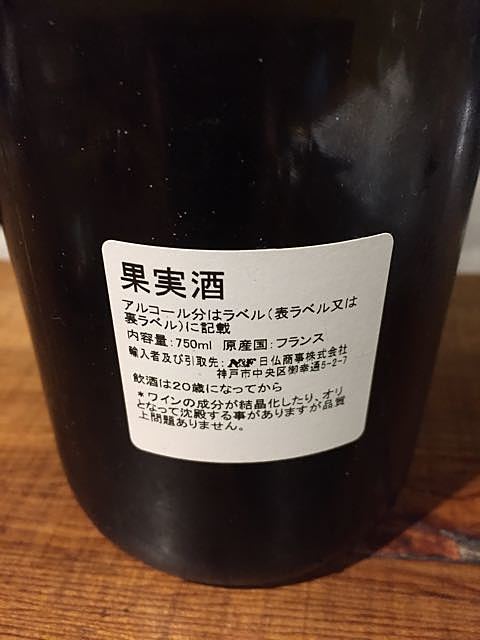 果実酒
アルコール分はラベル(表ラベル又は
裏ラベル)に記載
内容量:750ml 原産国:フランス
輸入者及び引取先: 日仏商事株式会社
神戸市中央区御幸通5-2-7
飲酒は20歳になってから
*ワインの成分が結晶化したり、オリ
となって沈殿する事がありますが品質
上問題ありません。